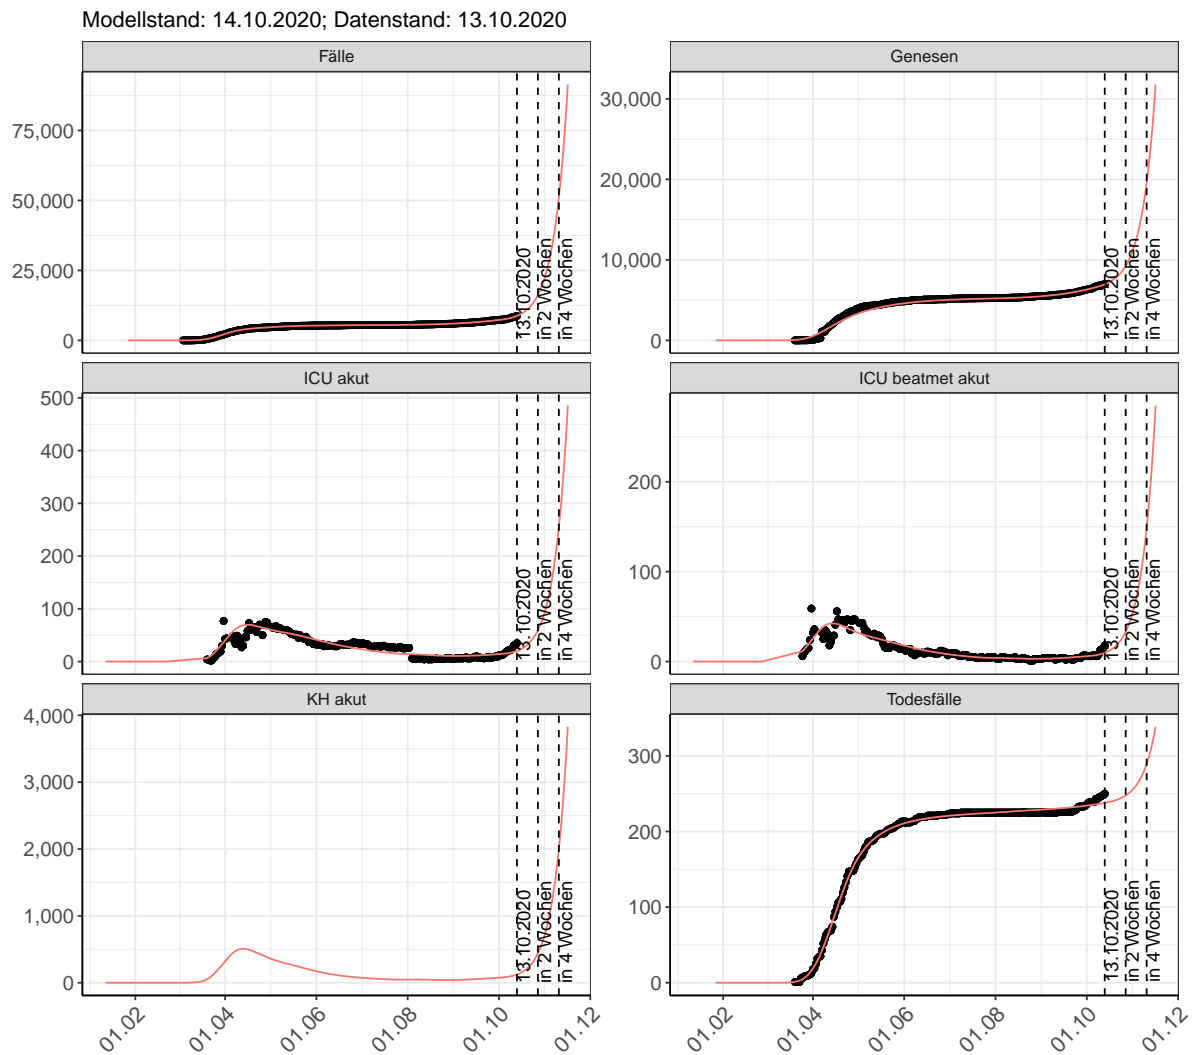 Modellstand: 14.10.2020; Datenstand: 13.10.2020
Fälle
75,000
50,000
25,000
0
13.10.2020
in 2 Wochen
in 4 Wochen
Genesen
30,000
20,000
10,000
0
13.10.2020
in 2 Wochen
in 4 Wochen
ICU akut
500
400
300
200
100
0
13.10.2020
in 2 Wochen
in 4 Wochen
ICU beatmet akut
200
100
0
13.10.2020
in 2 Wochen
in 4 Wochen
KH akut
4,000
3,000
2,000
1,000
0
13.10.2020
in 2 Wochen
in 4 Wochen
01.02
01.04
01.06
01.08
01.10
01.12
Todesfälle
300
200
100
0
13.10.2020
in 2 Wochen
in 4 Wochen
01.02
01.04
01.06
01.08
01.10
01.12